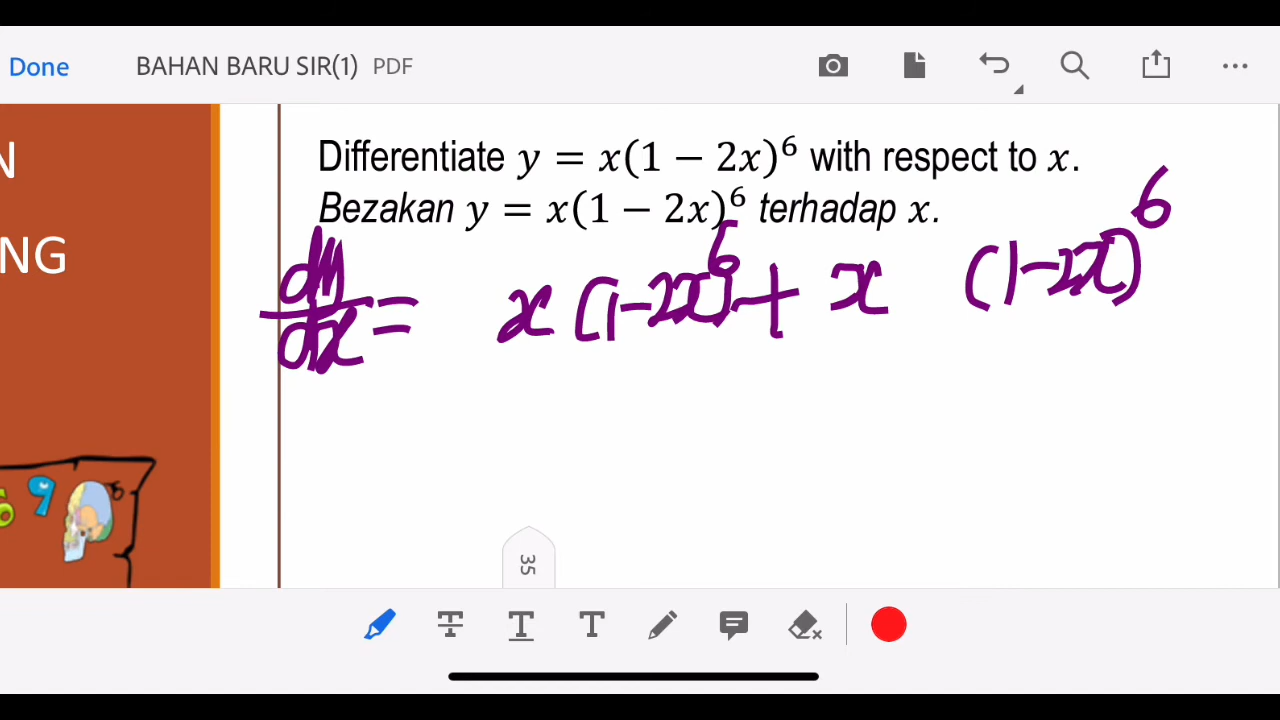 Done BAHAN BARU SIR(1) PDF
N
NG
Differentiate y = x(1 − 2x)⁶ with respect to x.
Bezakan y = x(1 − 2x)⁶ terhadap x.
dy/dx = x (1-2x)⁶ + x (1-2x)⁶
6 9
35
T T T